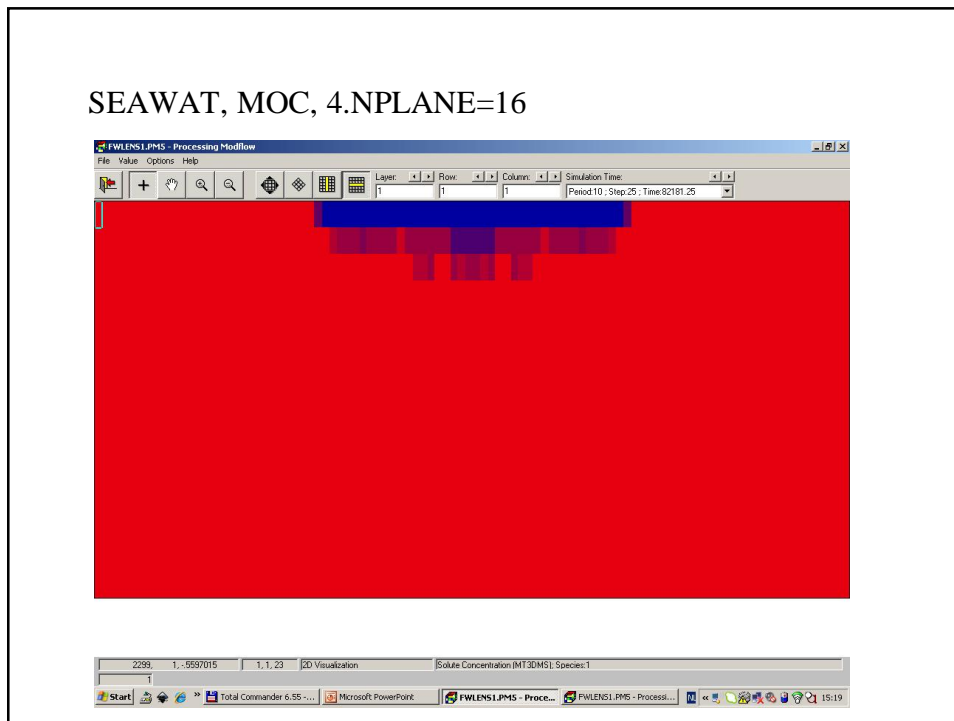 SEAWAT, MOC, 4.NPLANE=16
FWLENS1.PM5 - Processing Modflow
File Value Options Help
Layer: Row: Column: Simulation Time:
1 1 1 Period:10 ; Step:25 ; Time:82181.25
2299, 1,-.5597015 1, 1, 23 2D Visualization Solute Concentration (MT3DMS); Species:1
1
Start » Total Commander 6.55 -... Microsoft PowerPoint FWLENS1.PM5 - Proce... FWLENS1.PM5 - Processi... NL « 15:19